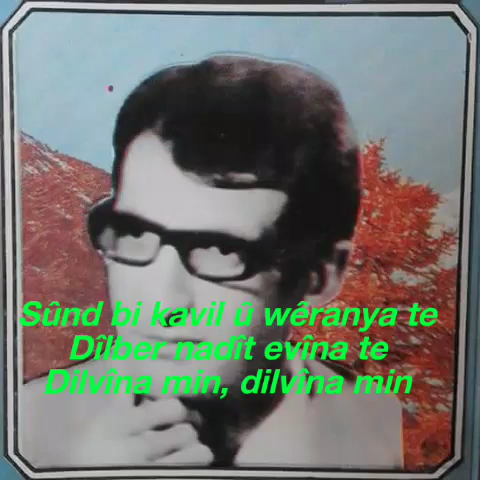 Sûnd bi kavil û wêranya te
Dîlber nadît evîna te
Dilvîna min, dilvîna min